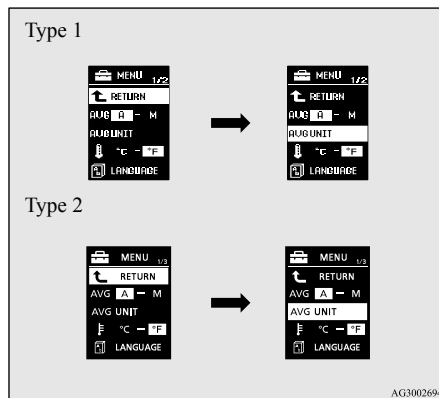 Type 1
MENU 1/2
RETURN
AVG A - M
AVG UNIT
°C - °F
LANGUAGE
MENU 1/2
RETURN
AVG A - M
AVG UNIT
°C - °F
LANGUAGE
Type 2
MENU 1/3
RETURN
AVG A - M
AVG UNIT
°C - °F
LANGUAGE
MENU 1/3
RETURN
AVG A - M
AVG UNIT
°C - °F
LANGUAGE